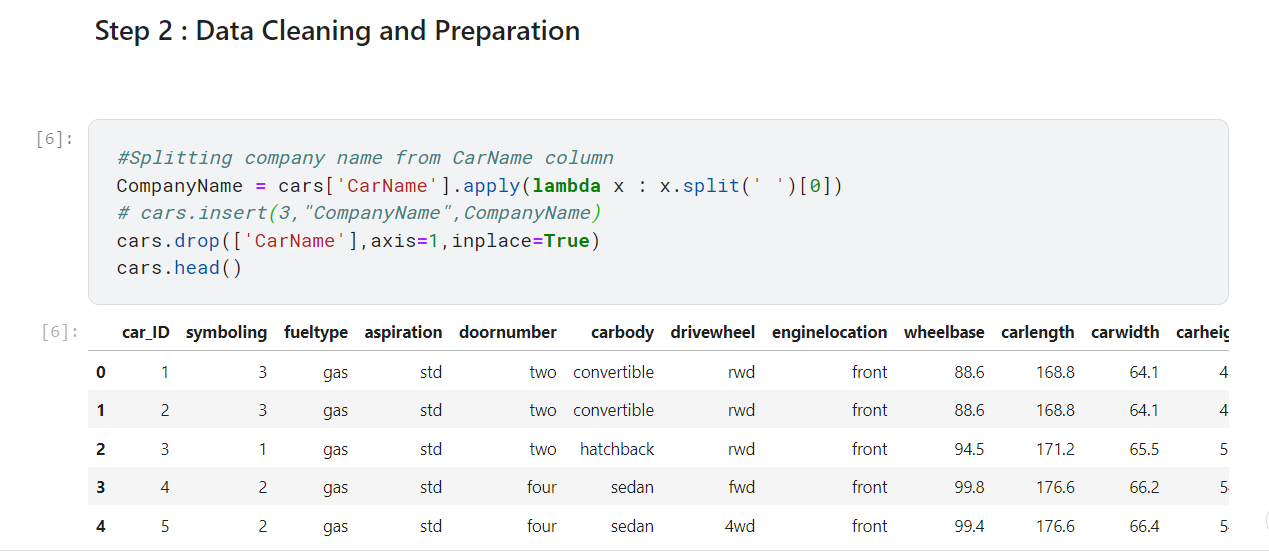 Step 2 : Data Cleaning and Preparation
[6]:
#Splitting company name from CarName column
CompanyName = cars['CarName'].apply(lambda x : x.split(' ')[0])
# cars.insert(3,"CompanyName",CompanyName)
cars.drop(['CarName'],axis=1,inplace=True)
cars.head()
[6]:
car_ID symboling fueltype aspiration doornumber carbody drivewheel enginelocation wheelbase carlength carwidth carheig
0 1 3 gas std two convertible rwd front 88.6 168.8 64.1 4
1 2 3 gas std two convertible rwd front 88.6 168.8 64.1 4
2 3 1 gas std two hatchback rwd front 94.5 171.2 65.5 5
3 4 2 gas std four sedan fwd front 99.8 176.6 66.2 5
4 5 2 gas std four sedan 4wd front 99.4 176.6 66.4 5